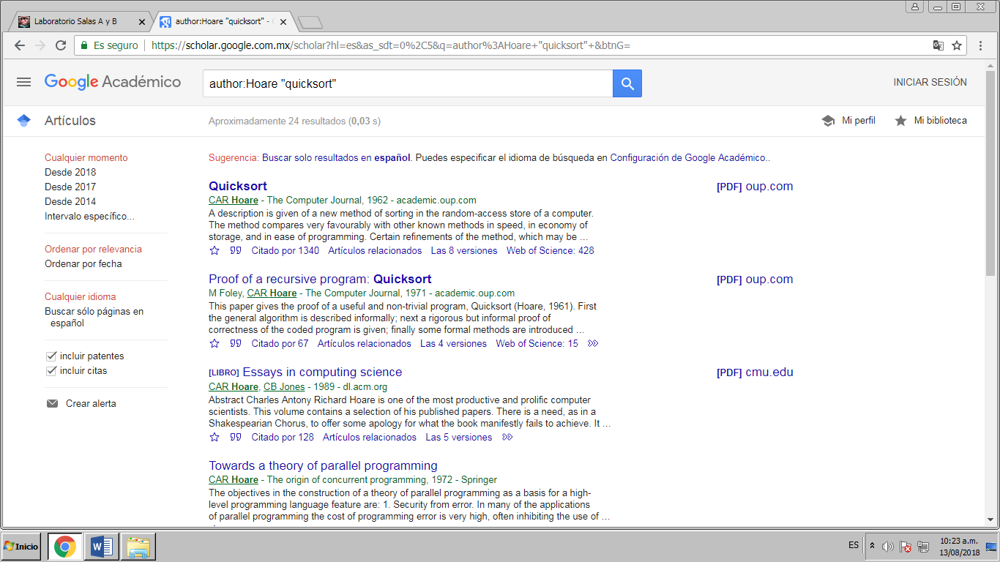 Laboratorio Salas A y B
author:Hoare "quicksort" - G
Es seguro
https://scholar.google.com.mx/scholar?hl=es&as_sdt=0%2C5&q=author%3AHoare+"quicksort"+&btnG=
Google Académico
author:Hoare "quicksort"
INICIAR SESIÓN
Artículos
Aproximadamente 24 resultados (0,03 s)
Mi perfil
Mi biblioteca
Cualquier momento
Desde 2018
Desde 2017
Desde 2014
Intervalo específico...
Ordenar por relevancia
Ordenar por fecha
Cualquier idioma
Buscar sólo páginas en
español
incluir patentes
incluir citas
Crear alerta
Sugerencia: Buscar solo resultados en español. Puedes especificar el idioma de búsqueda en Configuración de Google Académico..
Quicksort
[PDF] oup.com
CAR Hoare - The Computer Journal, 1962 - academic.oup.com
A description is given of a new method of sorting in the random-access store of a computer.
The method compares very favourably with other known methods in speed, in economy of
storage, and in ease of programming. Certain refinements of the method, which may be ...
Citado por 1340 Artículos relacionados Las 8 versiones Web of Science: 428
Proof of a recursive program: Quicksort
[PDF] oup.com
M Foley, CAR Hoare - The Computer Journal, 1971 - academic.oup.com
This paper gives the proof of a useful and non-trivial program, Quicksort (Hoare, 1961). First
the general algorithm is described informally; next a rigorous but informal proof of
correctness of the coded program is given; finally some formal methods are introduced ...
Citado por 67 Artículos relacionados Las 4 versiones Web of Science: 15
[LIBRO] Essays in computing science
[PDF] cmu.edu
CAR Hoare, CB Jones - 1989 - dl.acm.org
Abstract Charles Antony Richard Hoare is one of the most productive and prolific computer
scientists. This volume contains a selection of his published papers. There is a need, as in a
Shakespearian Chorus, to offer some apology for what the book manifestly fails to achieve. It ...
Citado por 128 Artículos relacionados Las 5 versiones
Towards a theory of parallel programming
CAR Hoare - The origin of concurrent programming, 1972 - Springer
The objectives in the construction of a theory of parallel programming as a basis for a high-
level programming language feature are: 1. Security from error. In many of the applications
of parallel programming the cost of programming error is very high, often inhibiting the use of ...
Inicio
ES
10:23 a.m.
13/08/2018